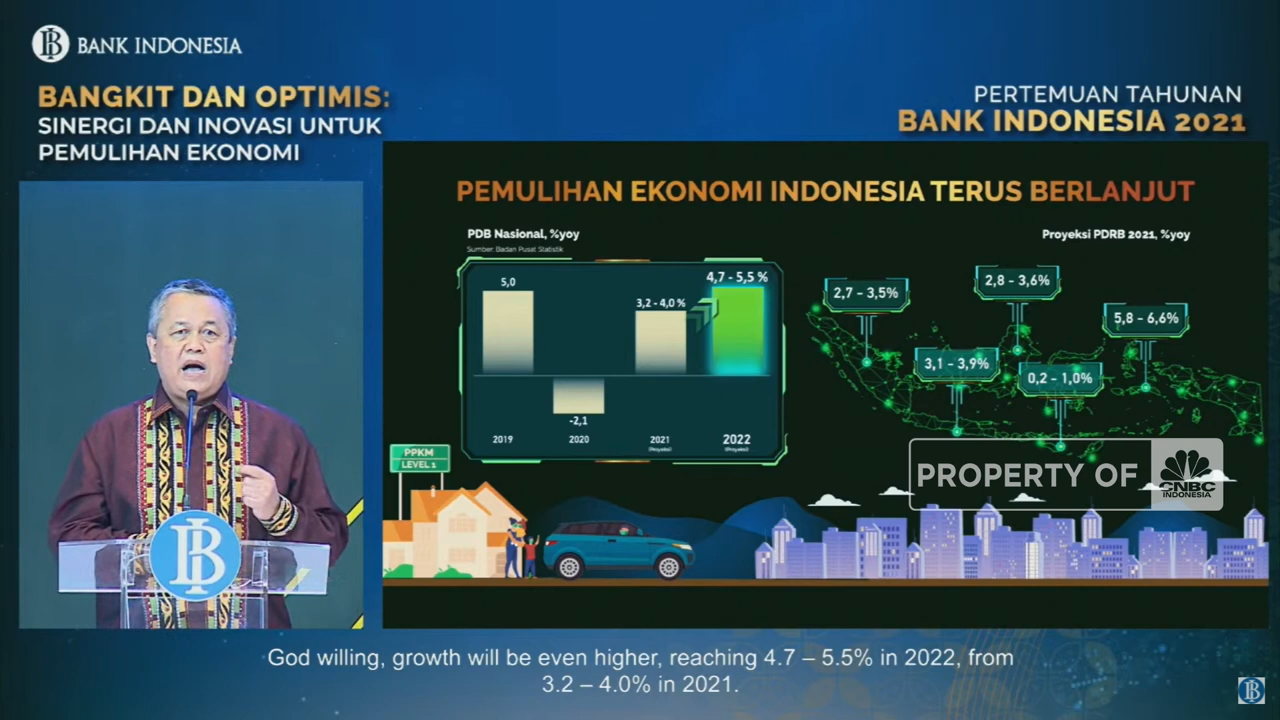 BANK INDONESIA
BANGKIT DAN OPTIMIS:
SINERGI DAN INOVASI UNTUK
PEMULIHAN EKONOMI
PERTEMUAN TAHUNAN
BANK INDONESIA 2021
PEMULIHAN EKONOMI INDONESIA TERUS BERLANJUT
PDB Nasional, %yoy
Sumber: Badan Pusat Statistik
5,0
3,2 - 4,0 %
4,7 - 5,5 %
-2,1
2019
2020
2021
(Proyeksi)
2022
(Proyeksi)
Proyeksi PDRB 2021, %yoy
2,7 - 3,5%
2,8 - 3,6%
5,8 - 6,6%
3,1 - 3,9%
0,2 - 1,0%
PPKM
LEVEL 1
PROPERTY OF
CNBC
INDONESIA
God willing, growth will be even higher, reaching 4.7 – 5.5% in 2022, from
3.2 – 4.0% in 2021.